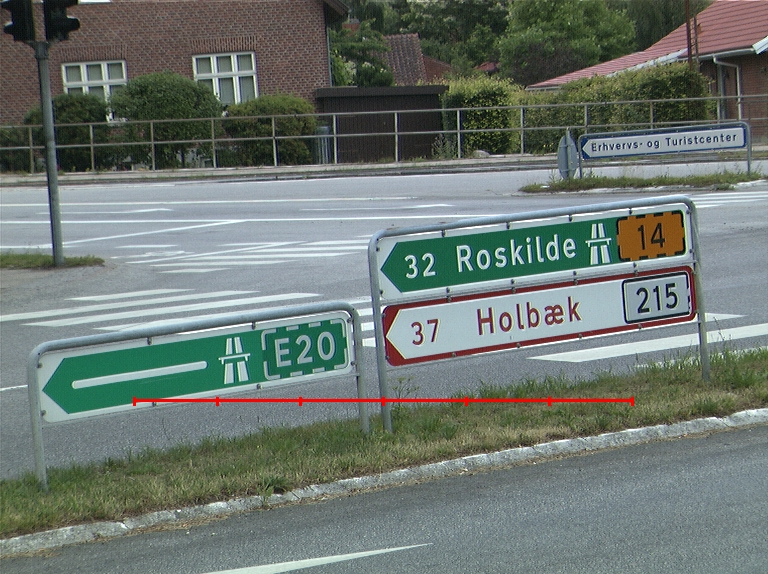 Erhvervs- og Turistcenter
32 Roskilde 14
37 Holbæk 215
E20